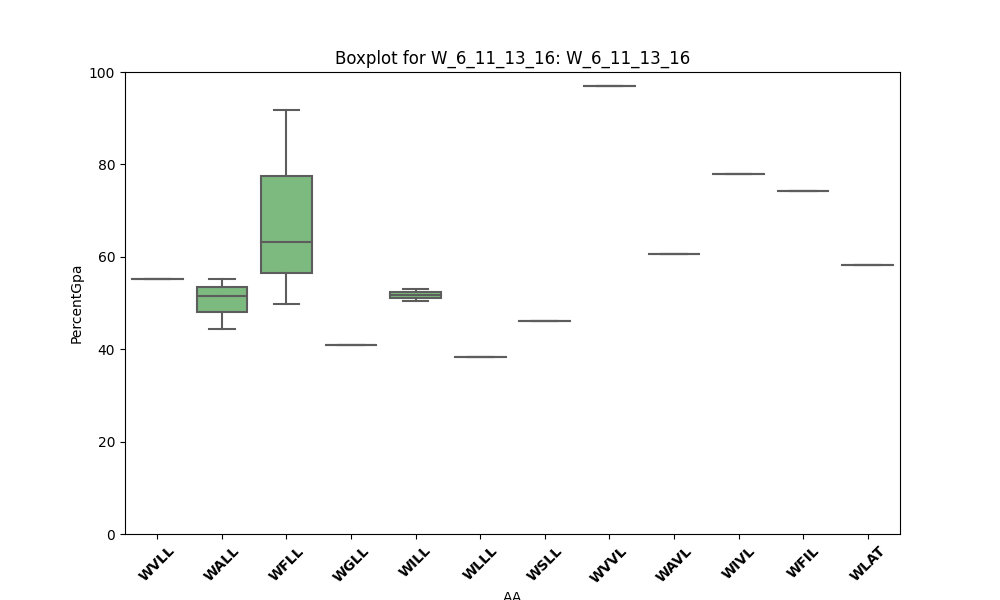 Boxplot for W_6_11_13_16: W_6_11_13_16
PercentGpa
100
80
60
40
20
0
WVLL WALL WFLL WGLL WILL WLLL WSLL WVVL WAVL WIVL WFIL WLAT
AA